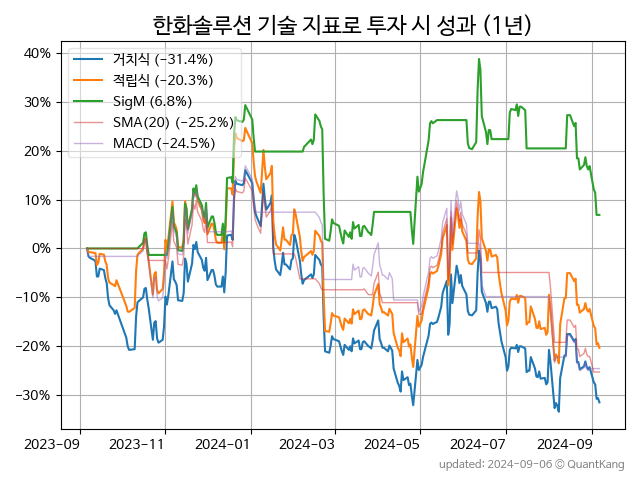 한화솔루션 기술 지표로 투자 시 성과 (1년)
거치식 (−31.4%)
적립식 (−20.3%)
SigM (6.8%)
SMA(20) (−25.2%)
MACD (−24.5%)
40%
30%
20%
10%
0%
−10%
−20%
−30%
2023-09 2023-11 2024-01 2024-03 2024-05 2024-07 2024-09
updated: 2024-09-06 © QuantKang